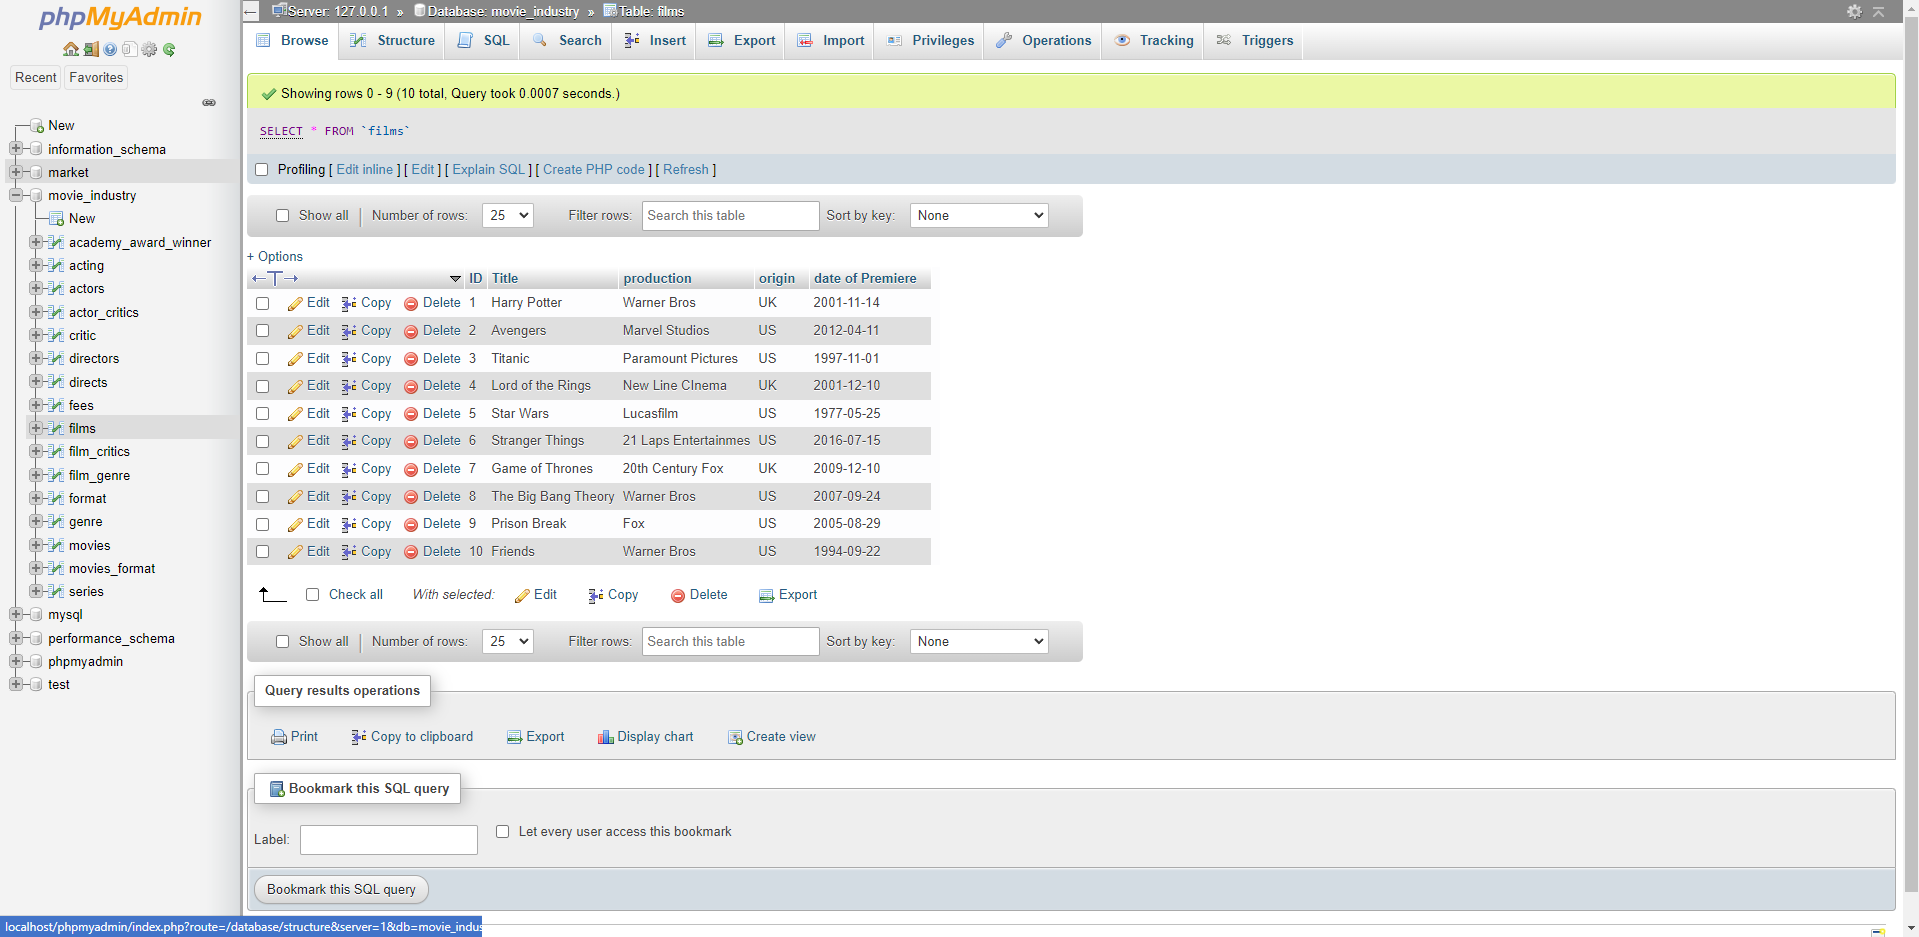 phpMyAdmin
Recent Favorites
New
information_schema
market
movie_industry
New
academy_award_winner
acting
actors
actor_critics
critic
directors
directs
fees
films
film_critics
film_genre
format
genre
movies
movies_format
series
mysql
performance_schema
phpmyadmin
test
Server: 127.0.0.1 » Database: movie_industry » Table: films
Browse Structure SQL Search Insert Export Import Privileges Operations Tracking Triggers
Showing rows 0 - 9 (10 total, Query took 0.0007 seconds.)
SELECT * FROM `films`
Profiling [ Edit inline ] [ Edit ] [ Explain SQL ] [ Create PHP code ] [ Refresh ]
Show all | Number of rows: 25 Filter rows: Search this table Sort by key: None
+ Options
←T→ ID Title production origin date of Premiere
Edit Copy Delete 1 Harry Potter Warner Bros UK 2001-11-14
Edit Copy Delete 2 Avengers Marvel Studios US 2012-04-11
Edit Copy Delete 3 Titanic Paramount Pictures US 1997-11-01
Edit Copy Delete 4 Lord of the Rings New Line CInema UK 2001-12-10
Edit Copy Delete 5 Star Wars Lucasfilm US 1977-05-25
Edit Copy Delete 6 Stranger Things 21 Laps Entertainmes US 2016-07-15
Edit Copy Delete 7 Game of Thrones 20th Century Fox UK 2009-12-10
Edit Copy Delete 8 The Big Bang Theory Warner Bros US 2007-09-24
Edit Copy Delete 9 Prison Break Fox US 2005-08-29
Edit Copy Delete 10 Friends Warner Bros US 1994-09-22
Check all With selected: Edit Copy Delete Export
Show all | Number of rows: 25 Filter rows: Search this table Sort by key: None
Query results operations
Print Copy to clipboard Export Display chart Create view
Bookmark this SQL query
Label: Let every user access this bookmark
Bookmark this SQL query
localhost/phpmyadmin/index.php?route=/database/structure&server=1&db=movie_indus